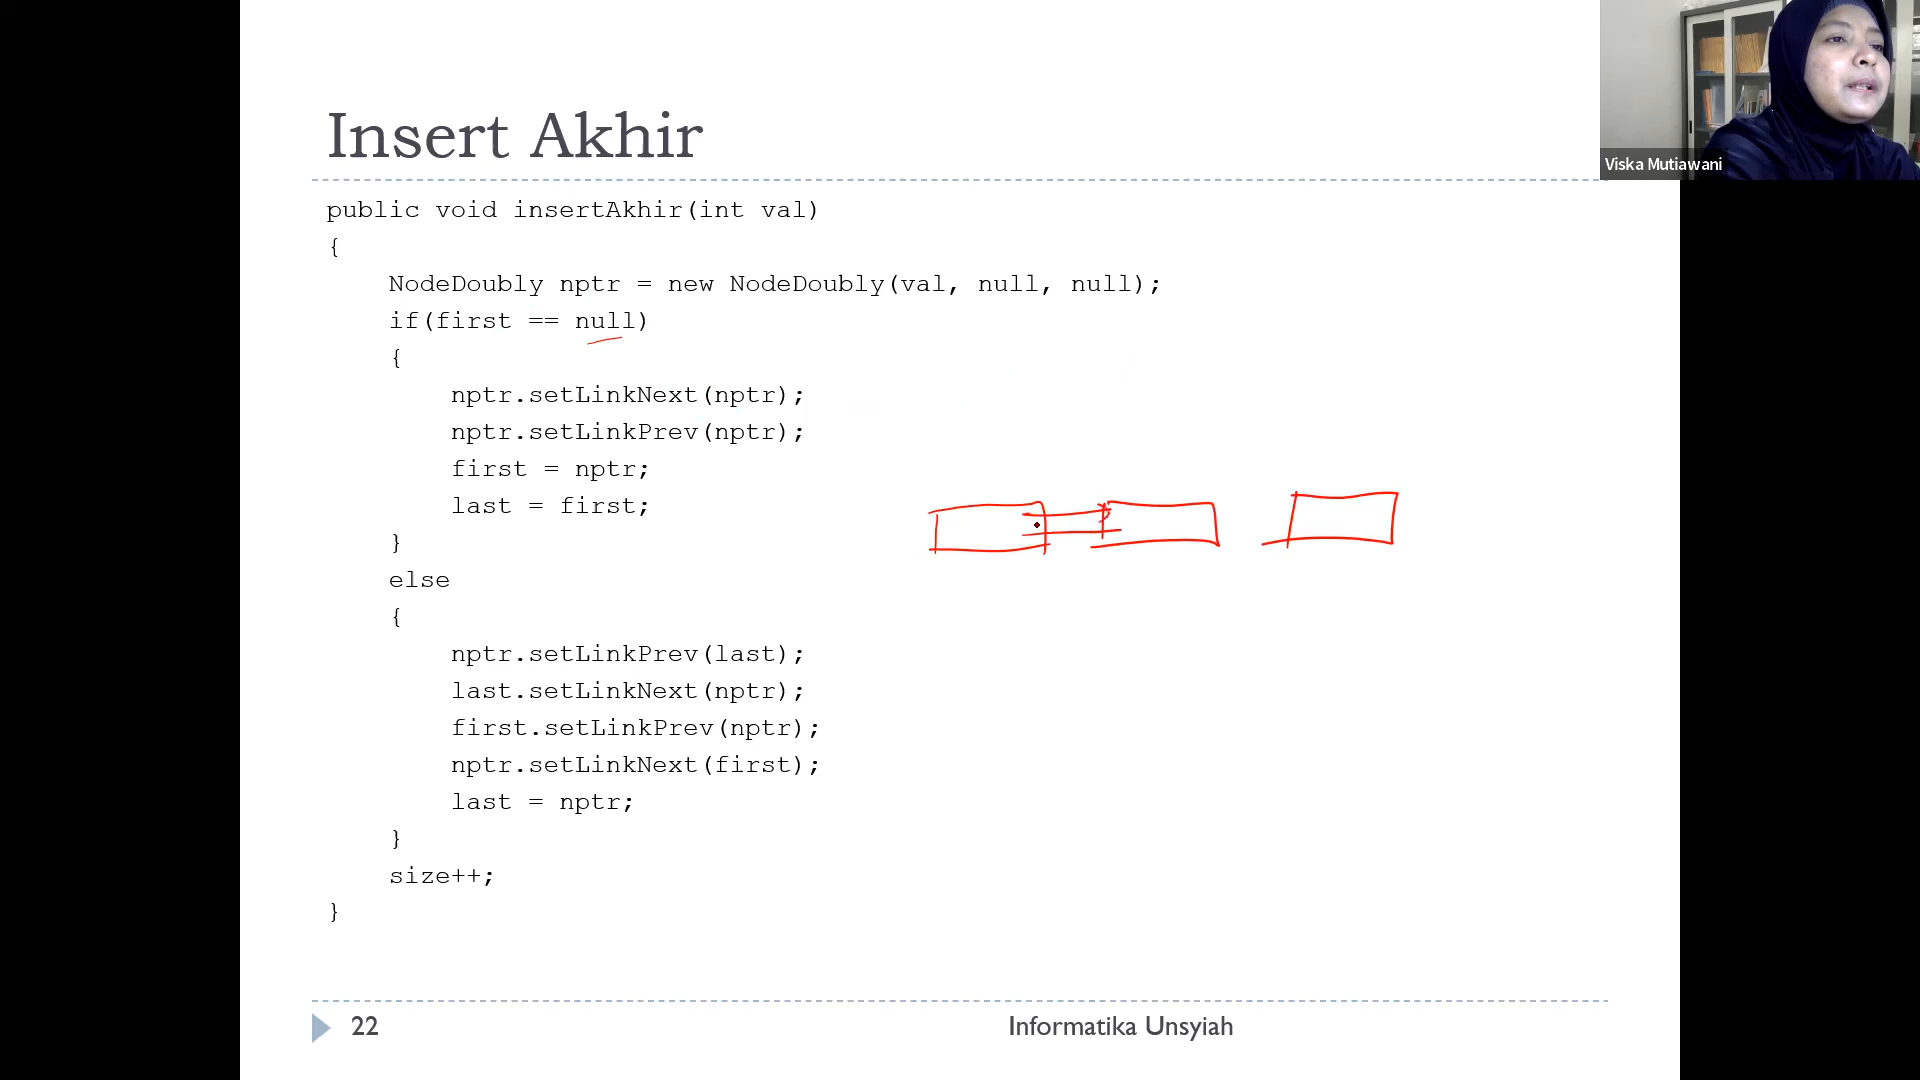 Viska Mutiawani
Insert Akhir
public void insertAkhir(int val)
{
NodeDoubly nptr = new NodeDoubly(val, null, null);
if(first == null)
{
nptr.setLinkNext(nptr);
nptr.setLinkPrev(nptr);
first = nptr;
last = first;
}
else
{
nptr.setLinkPrev(last);
last.setLinkNext(nptr);
first.setLinkPrev(nptr);
nptr.setLinkNext(first);
last = nptr;
}
size++;
}
22
Informatika Unsyiah